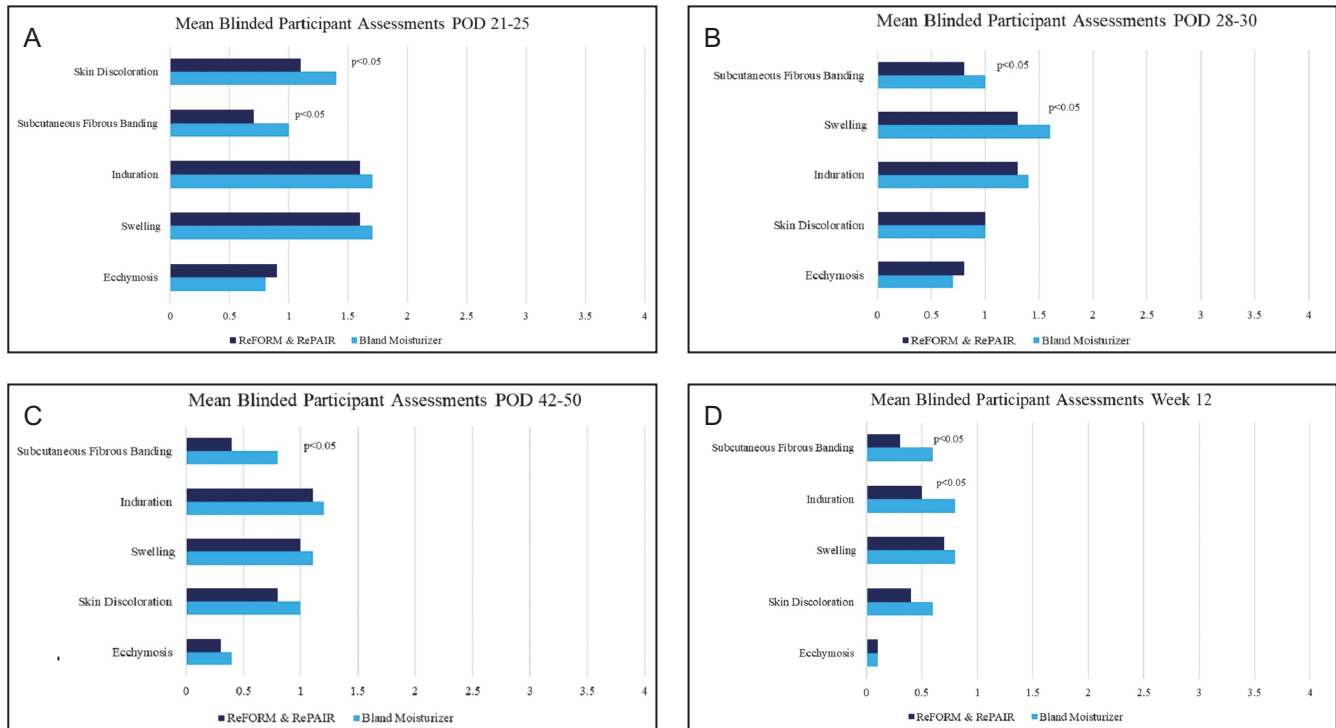 A
Mean Blinded Participant Assessments POD 21-25
Skin Discoloration
p<0.05
Subcutaneous Fibrous Banding
p<0.05
Induration
Swelling
Ecchymosis
0 0.5 1 1.5 2 2.5 3 3.5 4
ReFORM & RePAIR Bland Moisturizer
B
Mean Blinded Participant Assessments POD 28-30
Subcutaneous Fibrous Banding
p<0.05
Swelling
p<0.05
Induration
Skin Discoloration
Ecchymosis
0 0.5 1 1.5 2 2.5 3 3.5 4
ReFORM & RePAIR Bland Moisturizer
C
Mean Blinded Participant Assessments POD 42-50
Subcutaneous Fibrous Banding
p<0.05
Induration
Swelling
Skin Discoloration
Ecchymosis
0 0.5 1 1.5 2 2.5 3 3.5 4
ReFORM & RePAIR Bland Moisturizer
D
Mean Blinded Participant Assessments Week 12
Subcutaneous Fibrous Banding
p<0.05
Induration
p<0.05
Swelling
Skin Discoloration
Ecchymosis
0 0.5 1 1.5 2 2.5 3 3.5 4
ReFORM & RePAIR Bland Moisturizer